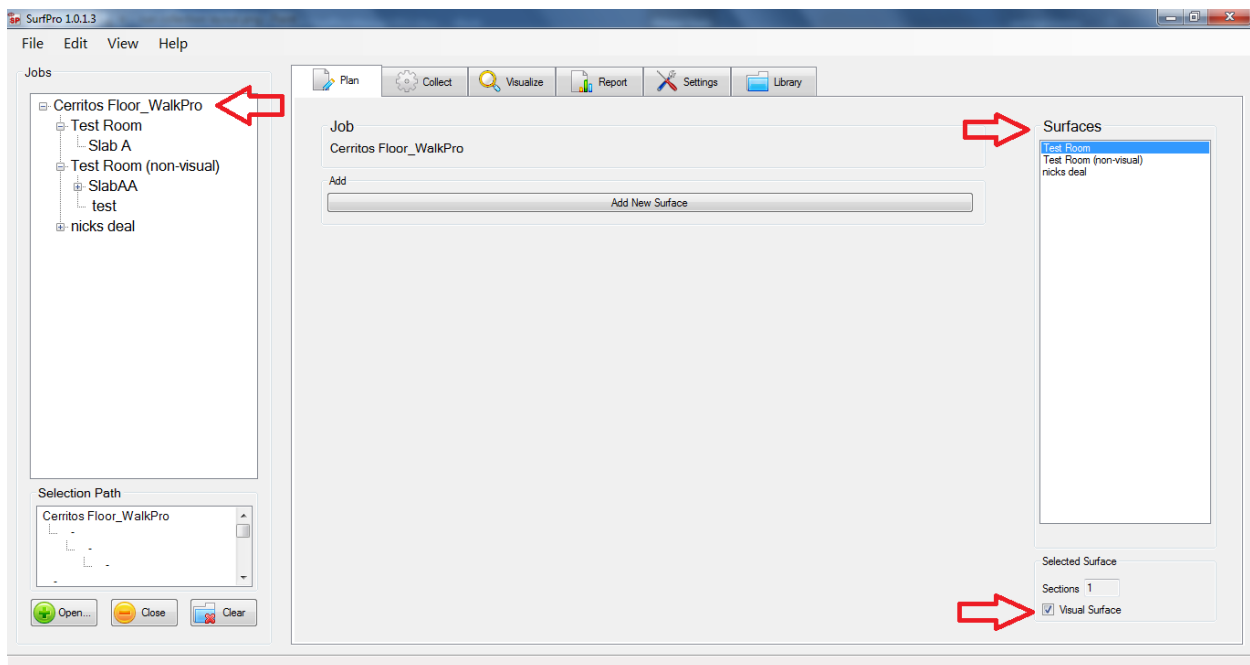 SP SurfPro 1.0.1.3
File Edit View Help
Jobs
Cerritos Floor_WalkPro
Test Room
Slab A
Test Room (non-visual)
SlabAA
test
nicks deal
Selection Path
Cerritos Floor_WalkPro
-
-
-
-
Open... Close Clear
Plan Collect Visualize Report Settings Library
Job
Cerritos Floor_WalkPro
Add
Add New Surface
Surfaces
Test Room
Test Room (non-visual)
nicks deal
Selected Surface
Sections 1
Visual Surface